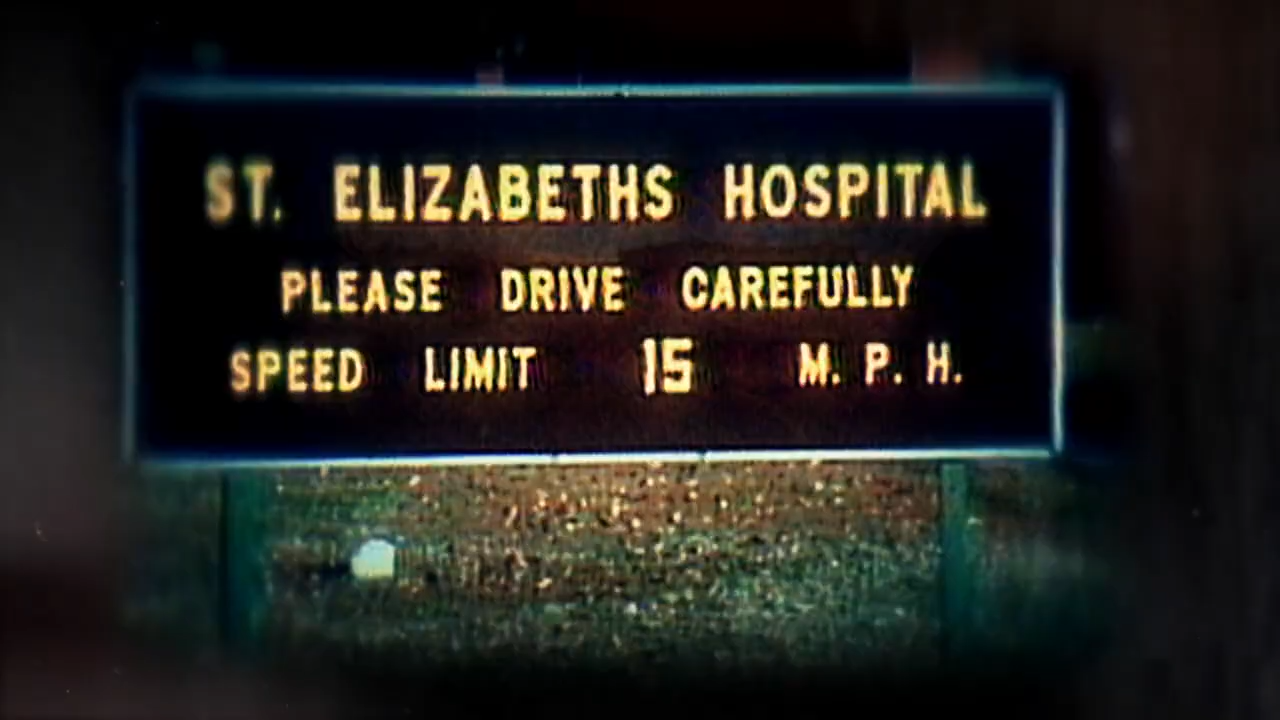 ST. ELIZABETHS HOSPITAL
PLEASE DRIVE CAREFULLY
SPEED LIMIT 15 M. P. H.